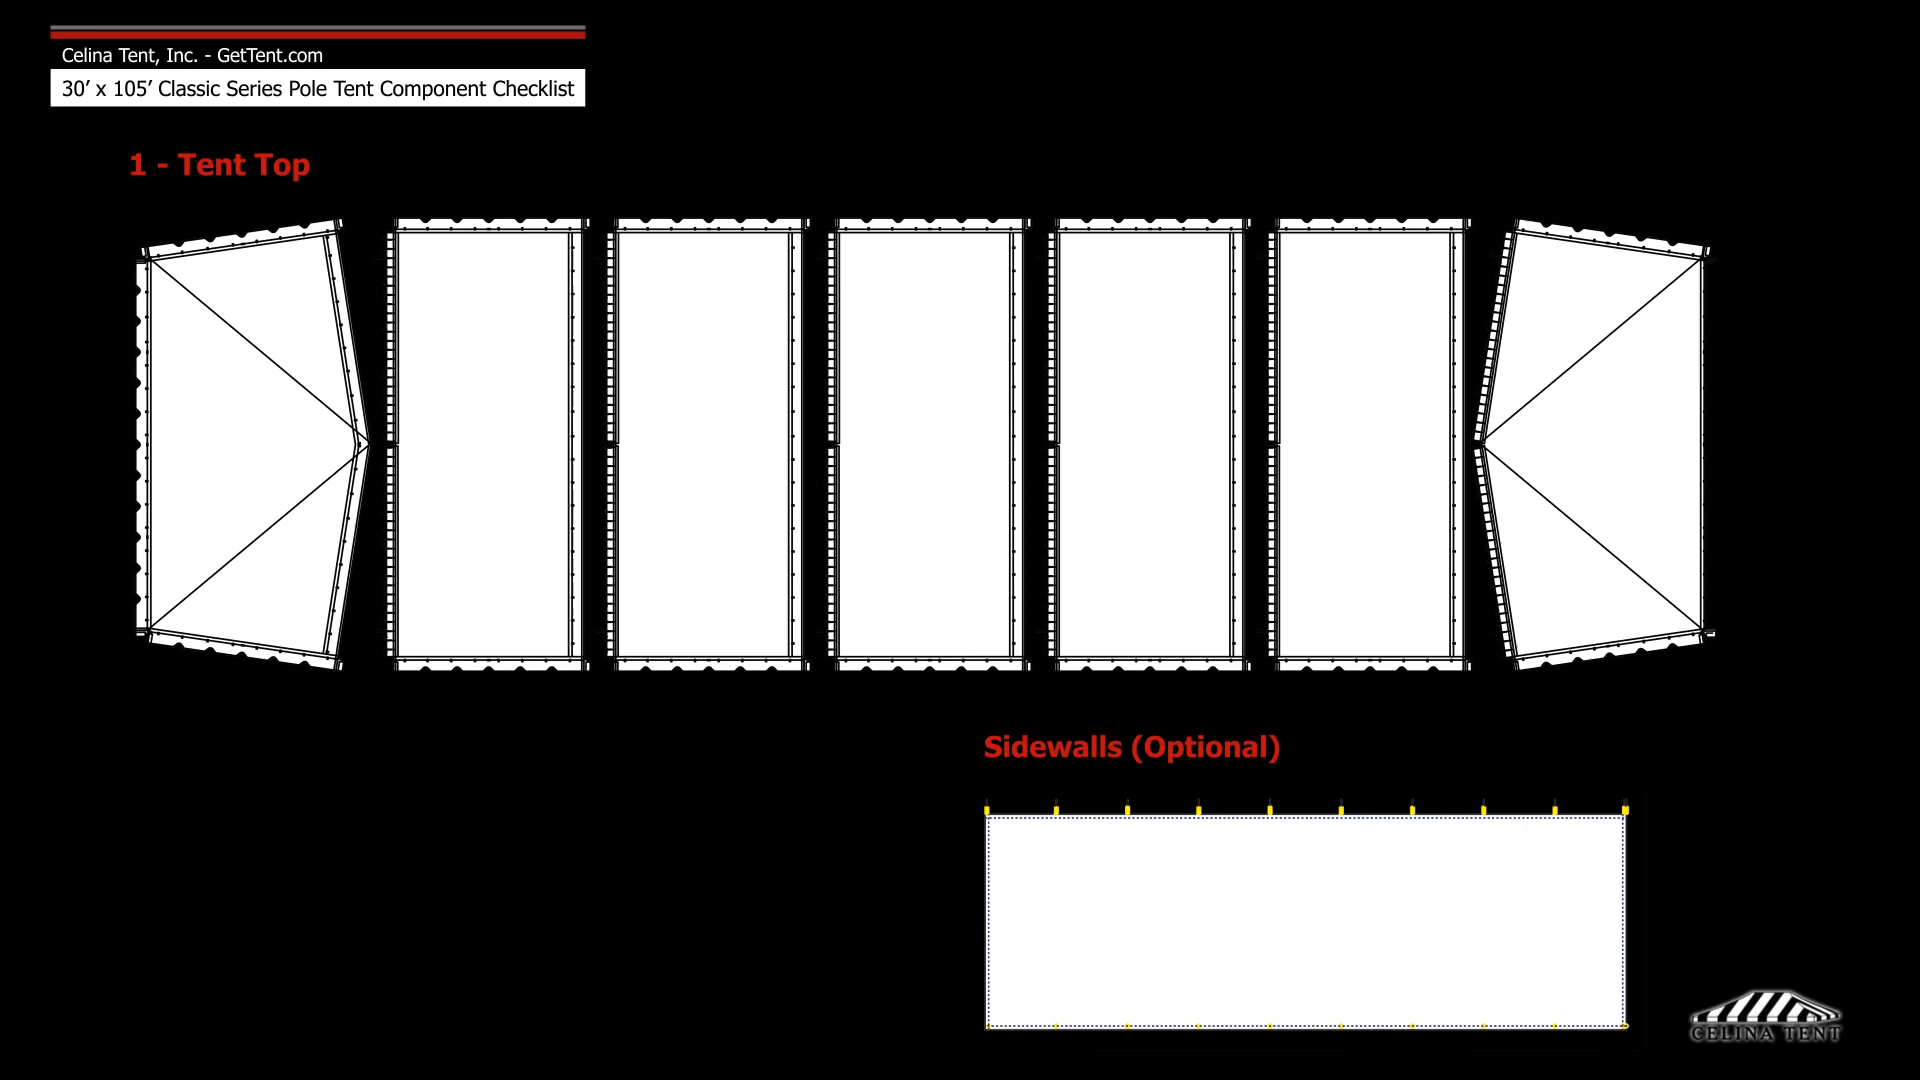 Celina Tent, Inc. - GetTent.com
30’ x 105’ Classic Series Pole Tent Component Checklist
1 - Tent Top
Sidewalls (Optional)
CELINA TENT